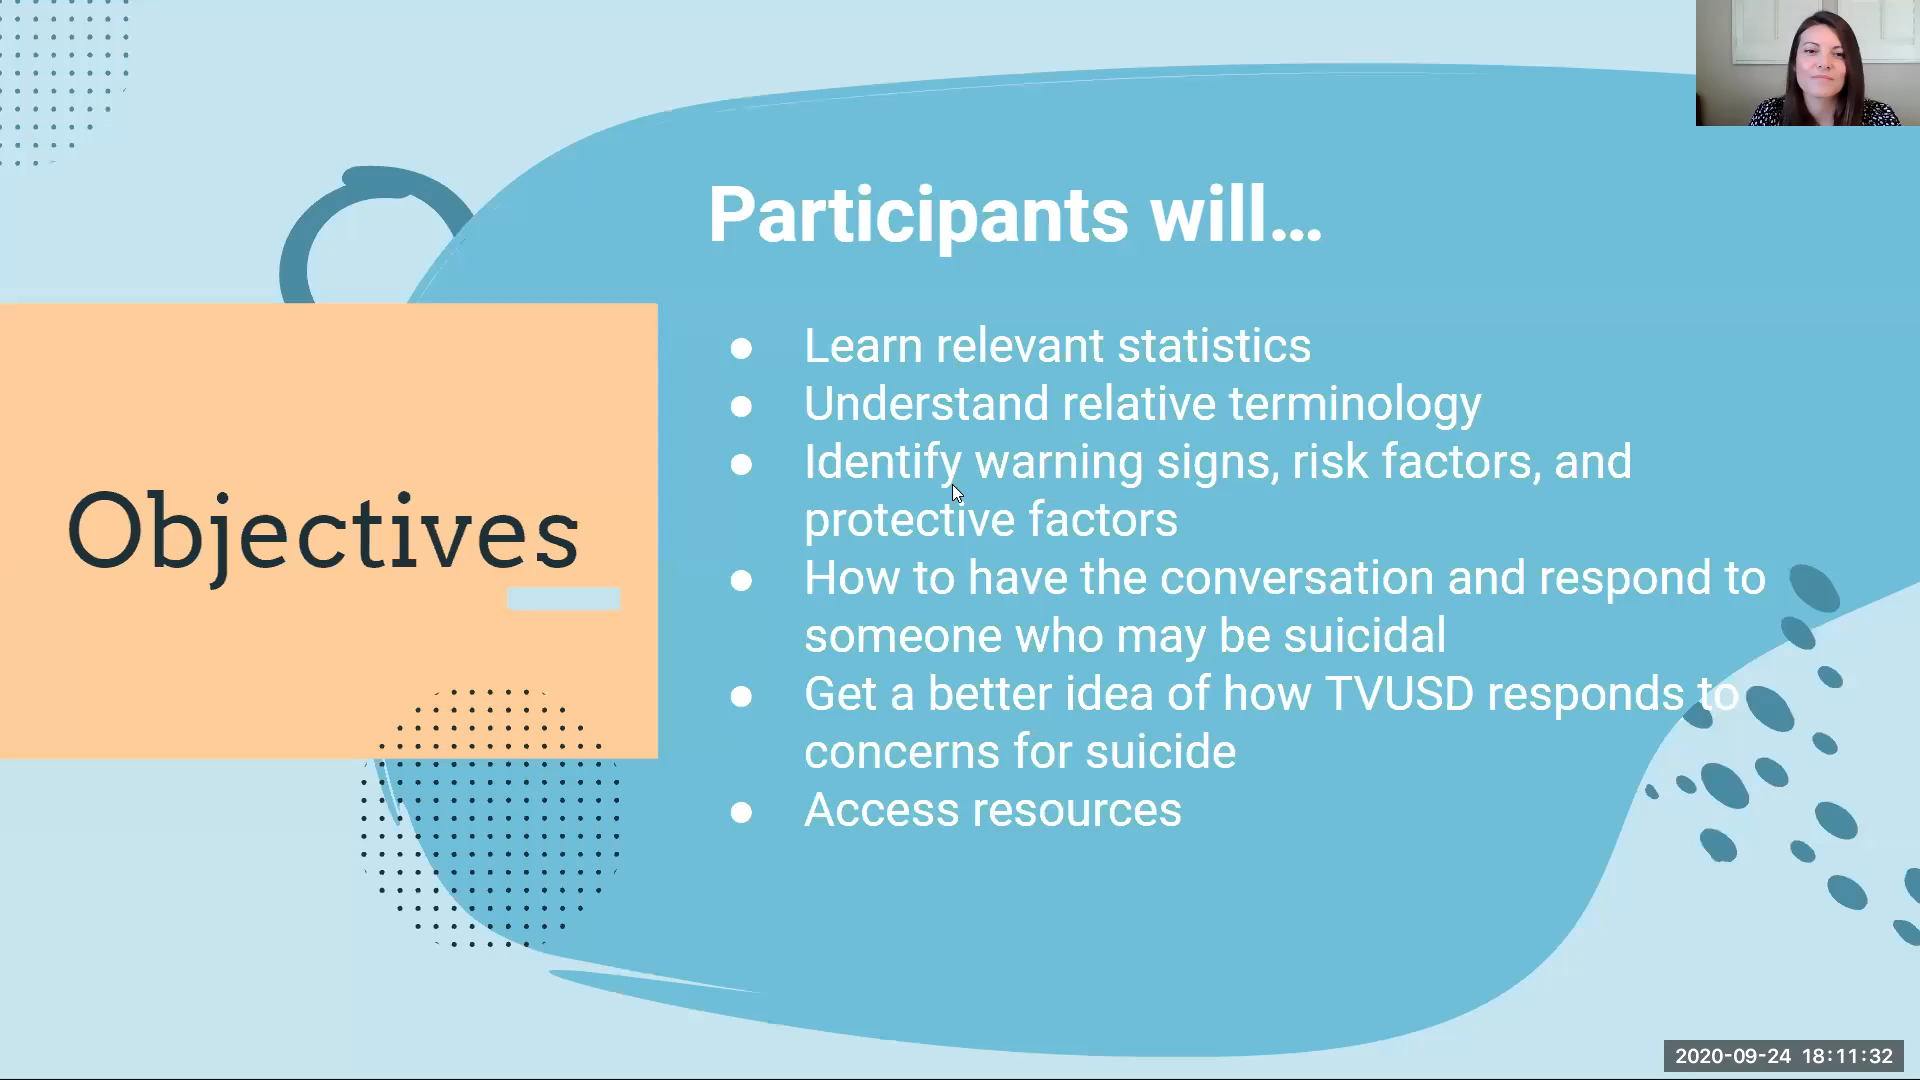 Participants will...
Objectives
● Learn relevant statistics
● Understand relative terminology
● Identify warning signs, risk factors, and
protective factors
● How to have the conversation and respond to
someone who may be suicidal
● Get a better idea of how TVUSD responds to
concerns for suicide
● Access resources
2020-09-24 18:11:32